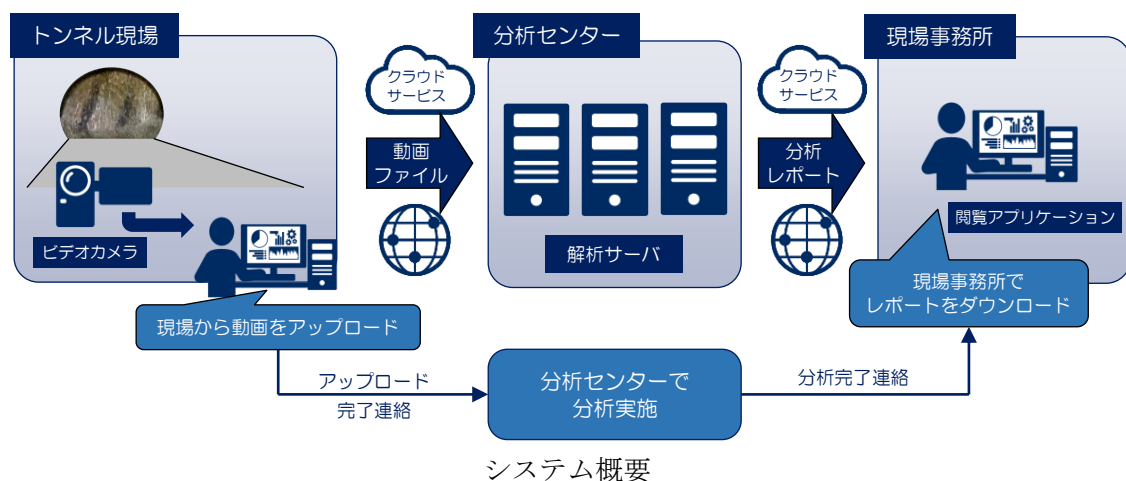 トンネル現場
ビデオカメラ
現場から動画をアップロード
クラウド
サービス
動画
ファイル
分析センター
解析サーバ
クラウド
サービス
分析
レポート
現場事務所
閲覧アプリケーション
現場事務所で
レポートをダウンロード
アップロード
完了連絡
分析センターで
分析実施
分析完了連絡
システム概要